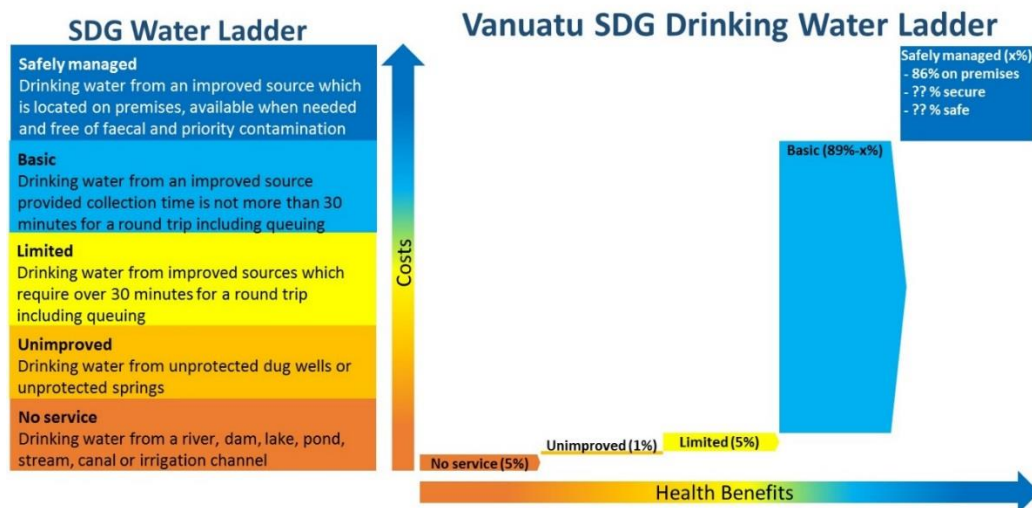 SDG Water Ladder
Safely managed
Drinking water from an improved source which
is located on premises, available when needed
and free of faecal and priority contamination
Basic
Drinking water from an improved source
provided collection time is not more than 30
minutes for a round trip including queuing
Limited
Drinking water from improved sources which
require over 30 minutes for a round trip
including queuing
Unimproved
Drinking water from unprotected dug wells or
unprotected springs
No service
Drinking water from a river, dam, lake, pond,
stream, canal or irrigation channel
Costs
Vanuatu SDG Drinking Water Ladder
Safely managed (x%)
- 86% on premises
- ?? % secure
- ?? % safe
Basic (89%-x%)
Limited (5%)
Unimproved (1%)
No service (5%)
Health Benefits